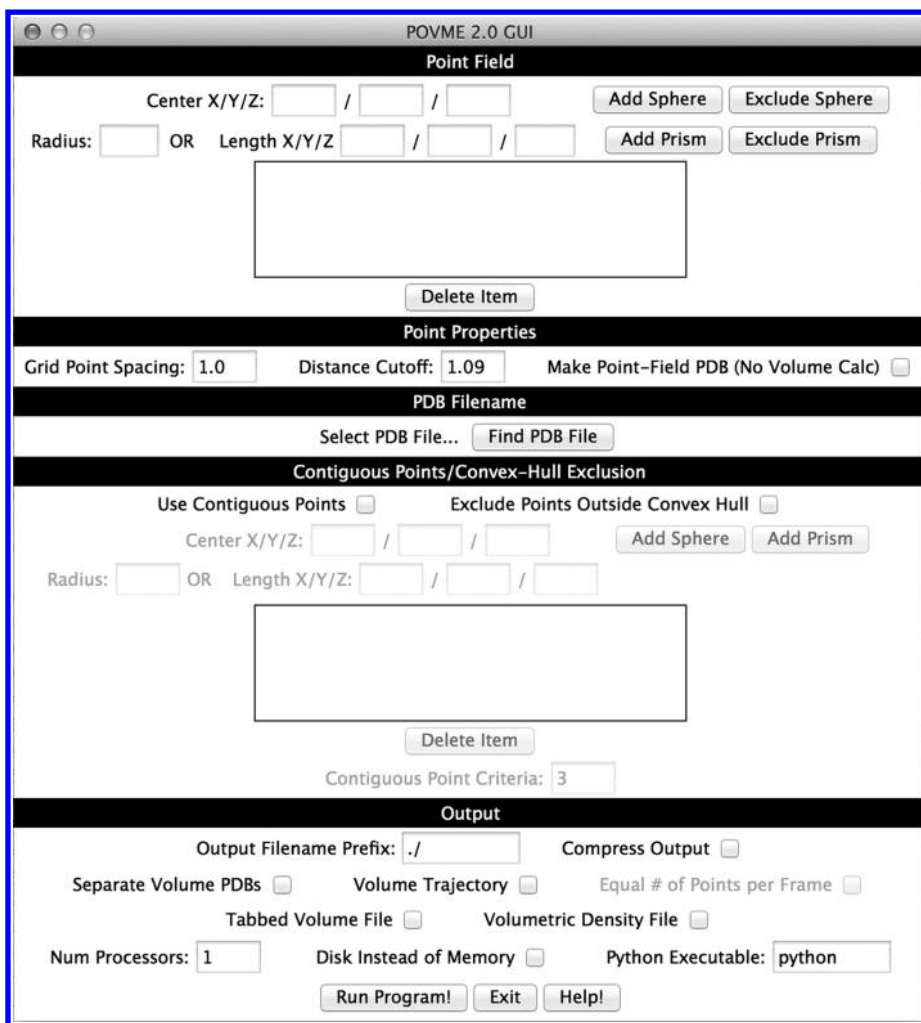 POVME 2.0 GUI
Point Field
Center X/Y/Z: / / Add Sphere Exclude Sphere
Radius: OR Length X/Y/Z / / Add Prism Exclude Prism
Delete Item
Point Properties
Grid Point Spacing: 1.0 Distance Cutoff: 1.09 Make Point-Field PDB (No Volume Calc)
PDB Filename
Select PDB File... Find PDB File
Contiguous Points/Convex-Hull Exclusion
Use Contiguous Points Exclude Points Outside Convex Hull
Center X/Y/Z: / / Add Sphere Add Prism
Radius: OR Length X/Y/Z: / /
Delete Item
Contiguous Point Criteria: 3
Output
Output Filename Prefix: ./ Compress Output
Separate Volume PDBs Volume Trajectory Equal # of Points per Frame
Tabbed Volume File Volumetric Density File
Num Processors: 1 Disk Instead of Memory Python Executable: python
Run Program! Exit Help!